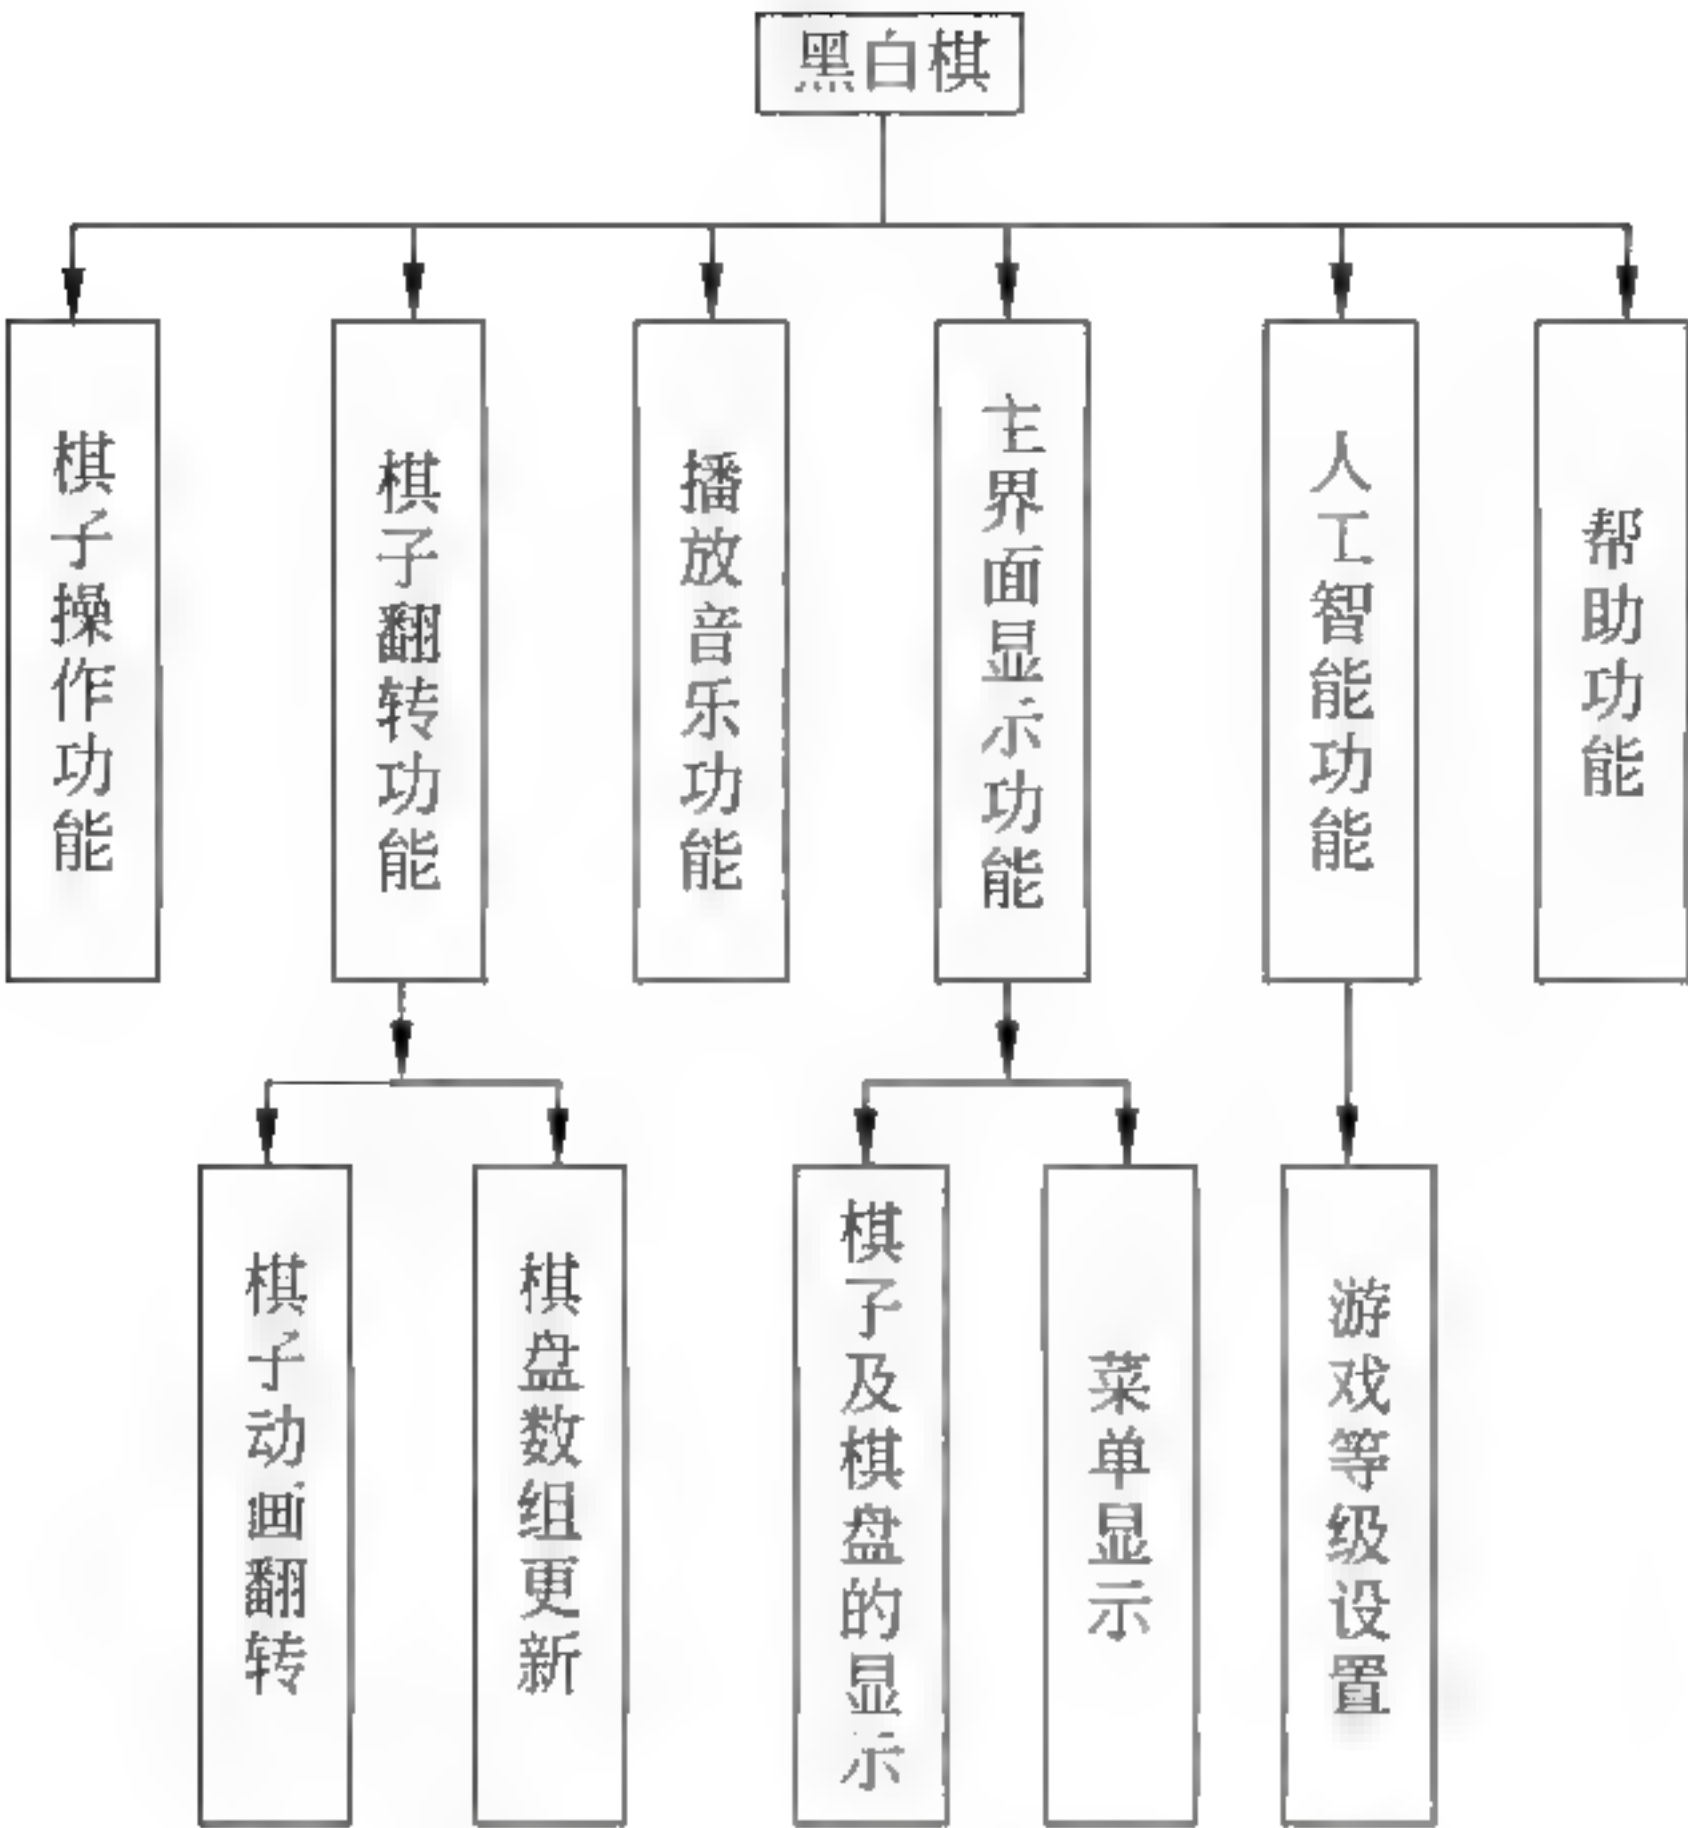 黑白棋
棋子操作功能
棋子翻转功能
播放音乐功能
主界面显示功能
人工智能功能
帮助功能
棋子动画翻转
棋盘数组更新
棋子及棋盘的显示
菜单显示
游戏等级设置